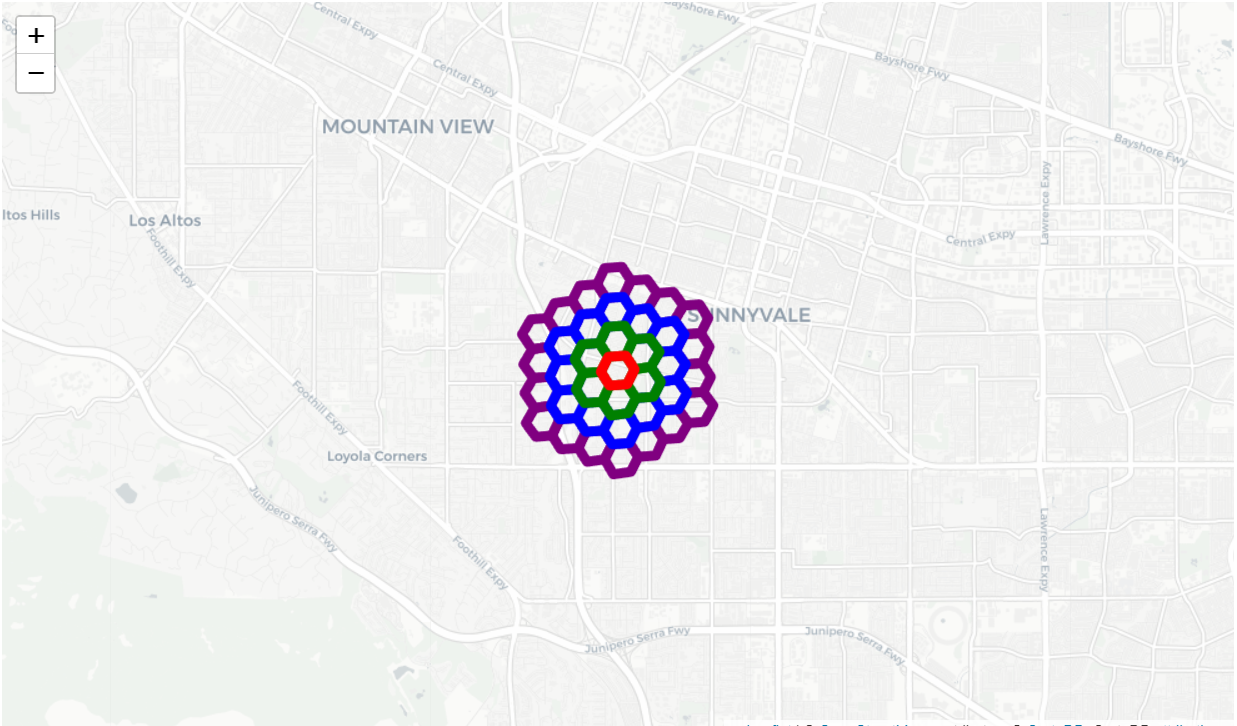 +
−
Central Expy
Bayshore Fwy
Bayshore Fwy
Central Expy
MOUNTAIN VIEW
Bayshore Fwy
Lawrence Expy
ltos Hills
Los Altos
Foothill Expy
Central Expy
SUNNYVALE
Foothill Expy
Loyola Corners
Junipero Serra Fwy
Foothill Expy
Lawrence Expy
Junipero Serra Fwy
Junipero Serra Fwy